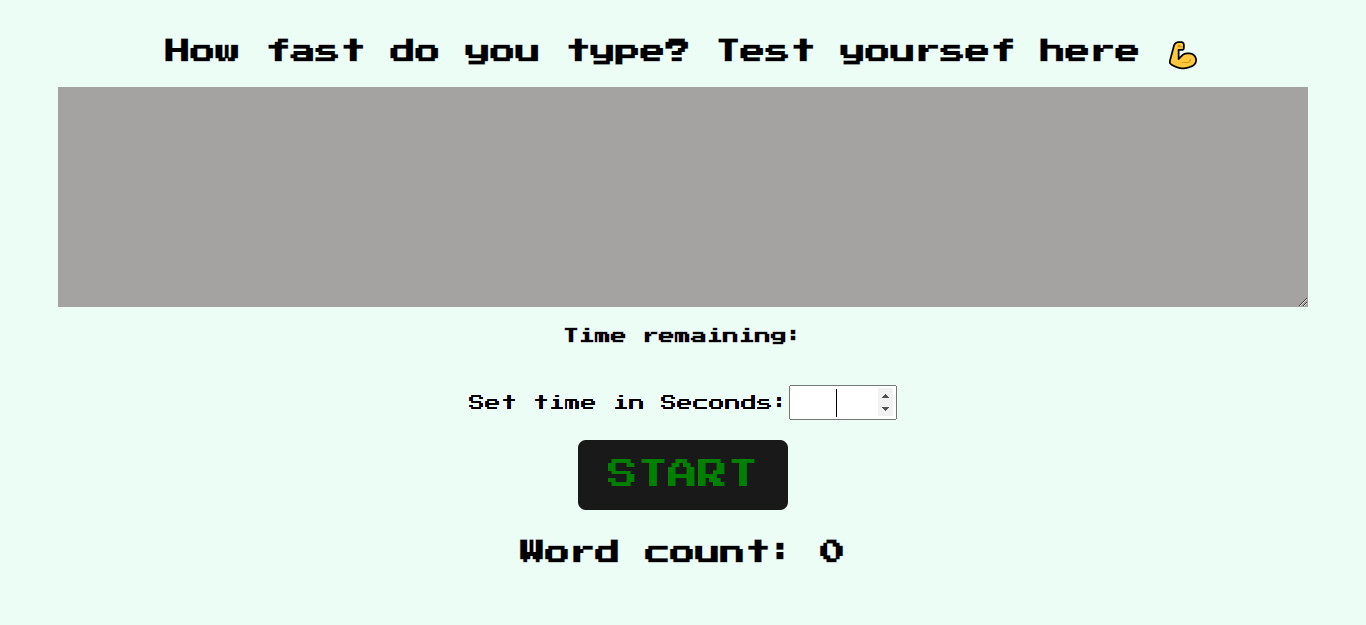 How fast do you type? Test yoursef here 💪
Time remaining:
Set time in Seconds:
START
Word count: 0